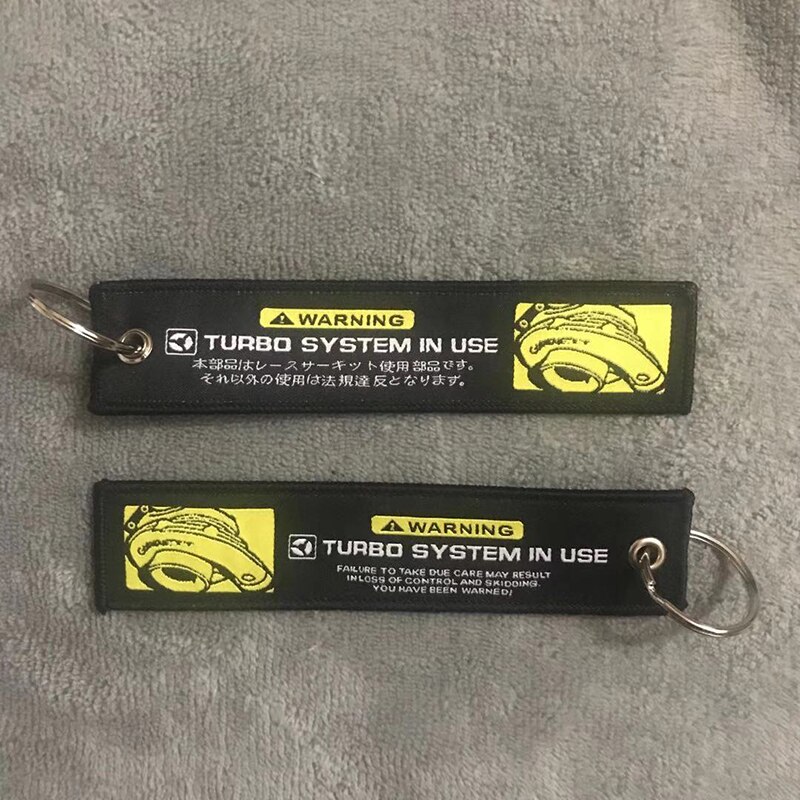 WARNING
TURBO SYSTEM IN USE
本部品はレースサーキット使用部品です。
それ以外の使用は法規達反となります。
WARNING
TURBO SYSTEM IN USE
FAILURE TO TAKE DUE CARE MAY RESULT
IN LOSS OF CONTROL AND SKIDDING.
YOU HAVE BEEN WARNED!